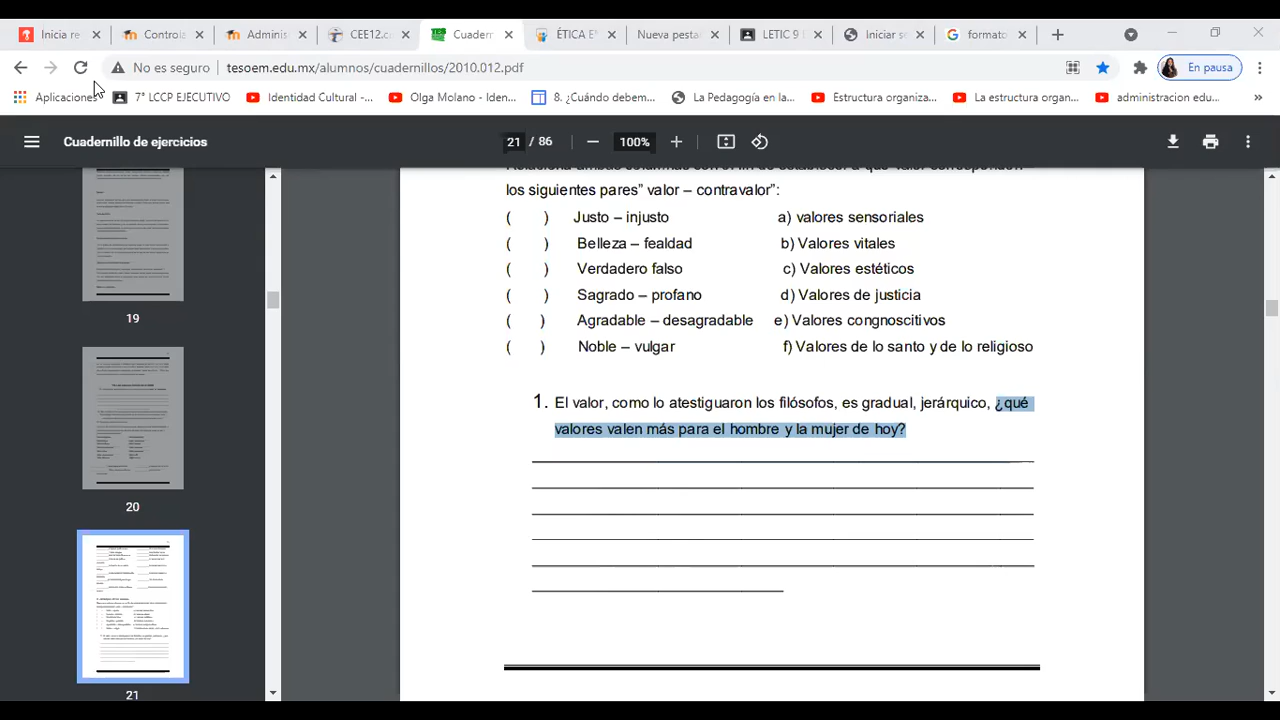 Inicia re
Controla
Adminis
CEE12.c
Cuadern
ÉTICA EM
Nueva pesta
LETIC 9 L
Iniciar s
formato
No es seguro
tesoem.edu.mx/alumnos/cuadernillos/2010.012.pdf
En pausa
Aplicaciones
7° LCCP EJECUTIVO
Identidad Cultural -...
Olga Molano - Iden...
8. ¿Cuándo debem...
La Pedagogía en la...
Estructura organiza...
La estructura organ...
administracion edu...
»
Cuadernillo de ejercicios
21 / 86
100%
19
20
21
los siguientes pares" valor – contravalor":
( ) Justo – injusto a) valores sensoriales
( ) Belleza – fealdad b) Valores vitales
( ) Verdadero falso c) Valores estéticos
( ) Sagrado – profano d) Valores de justicia
( ) Agradable – desagradable e) Valores congnoscitivos
( ) Noble – vulgar f) Valores de lo santo y de lo religioso
1. El valor, como lo atestiguaron los filósofos, es gradual, jerárquico, ¿qué
valores valen más para el hombre y la mujer de hoy?